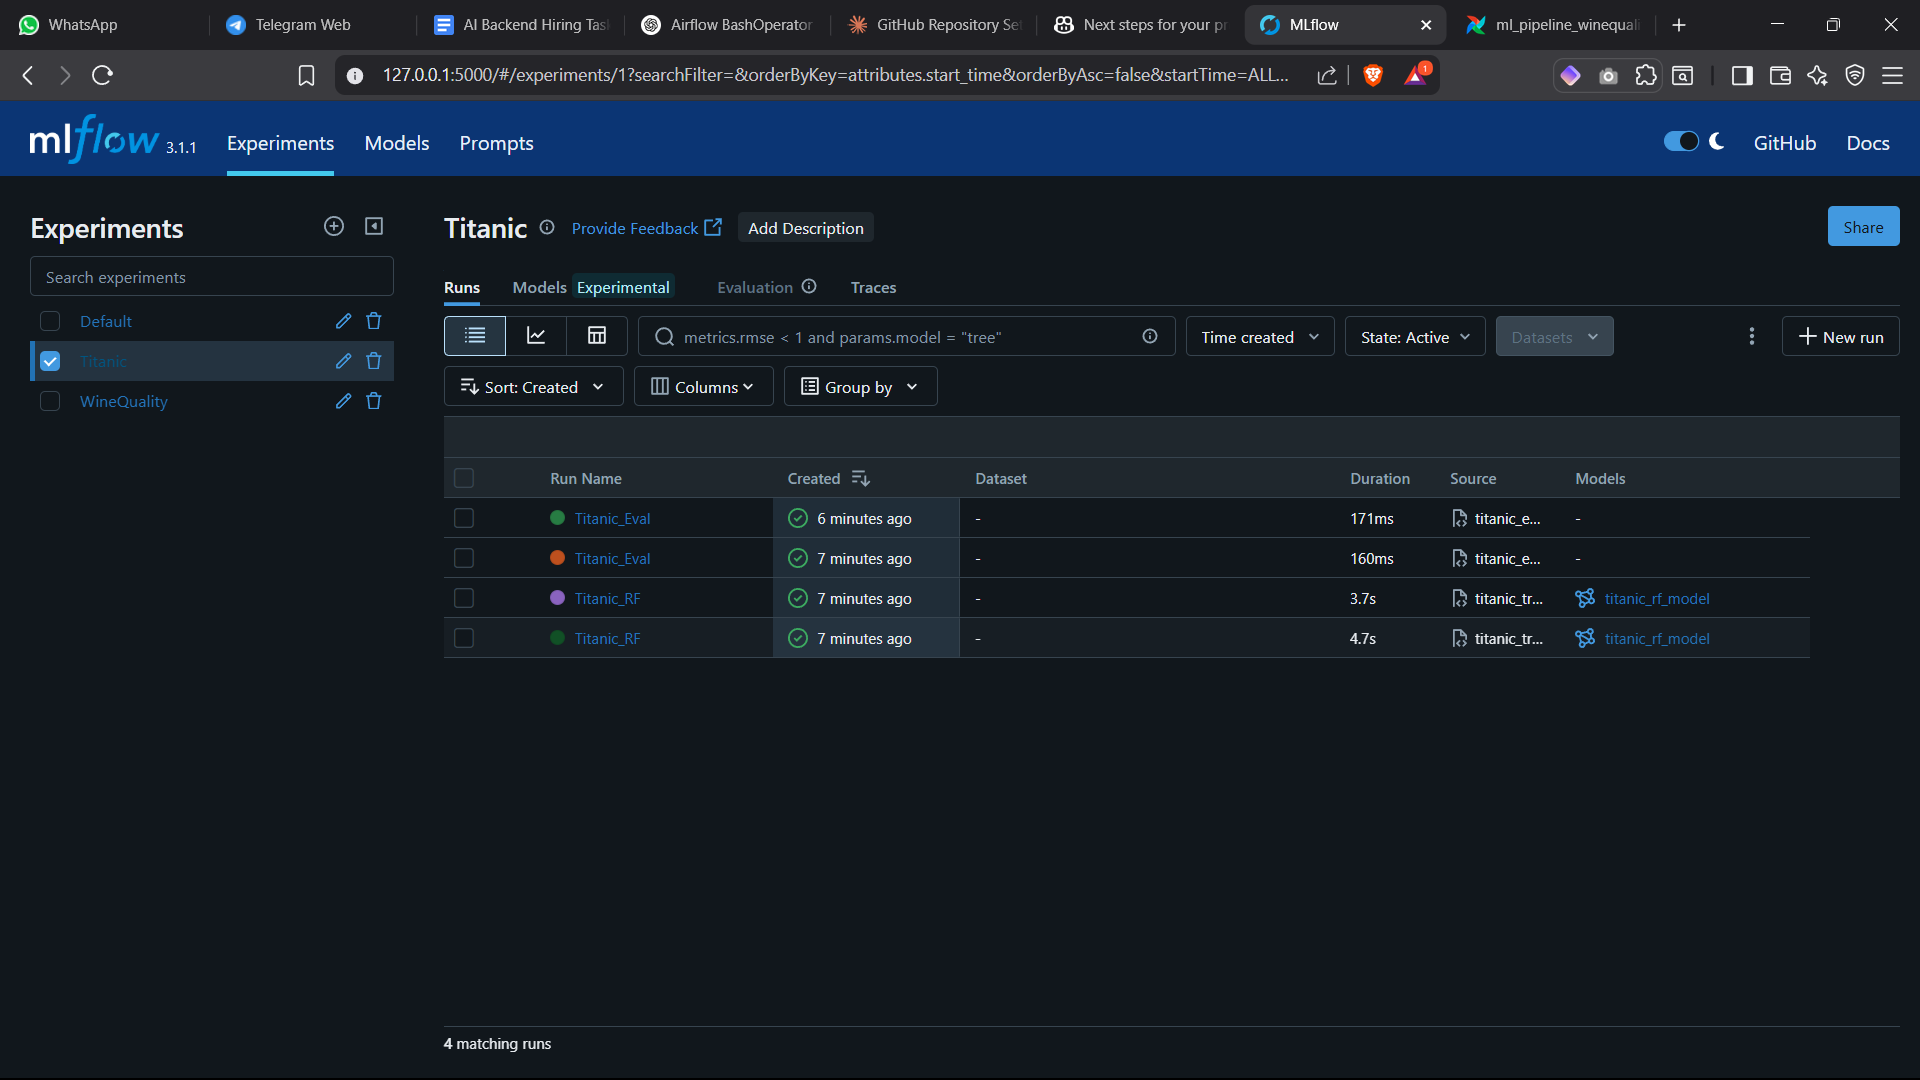 WhatsApp
Telegram Web
AI Backend Hiring Tas
Airflow BashOperator
GitHub Repository Se
Next steps for your pr
MLflow
ml_pipeline_winequali
127.0.0.1:5000/#/experiments/1?searchFilter=&orderByKey=attributes.start_time&orderByAsc=false&startTime=ALL...
1
mlflow 3.1.1
Experiments
Models
Prompts
GitHub
Docs
Experiments
Search experiments
Default
Titanic
WineQuality
Titanic
Provide Feedback
Add Description
Share
Runs
Models Experimental
Evaluation
Traces
metrics.rmse < 1 and params.model = "tree"
Time created
State: Active
Datasets
New run
Sort: Created
Columns
Group by
Run Name Created Dataset Duration Source Models
Titanic_Eval 6 minutes ago - 171ms titanic_e... -
Titanic_Eval 7 minutes ago - 160ms titanic_e... -
Titanic_RF 7 minutes ago - 3.7s titanic_tr... titanic_rf_model
Titanic_RF 7 minutes ago - 4.7s titanic_tr... titanic_rf_model
4 matching runs